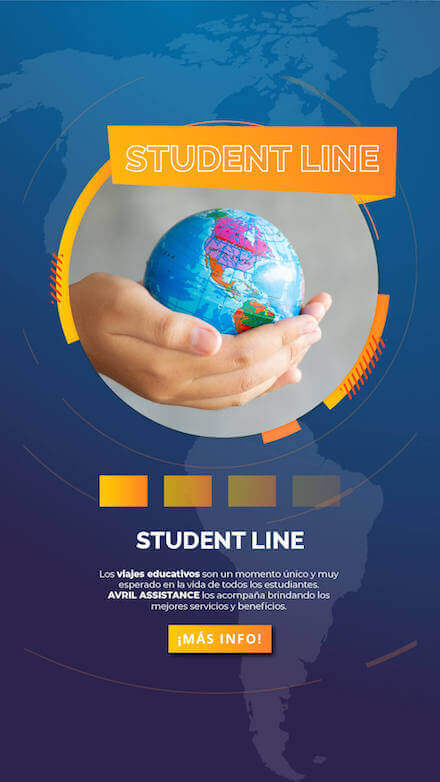 STUDENT LINE
STUDENT LINE
Los viajes educativos son un momento único y muy
esperado en la vida de todos los estudiantes.
AVRIL ASSISTANCE los acompaña brindando los
mejores servicios y beneficios.
¡MÁS INFO!